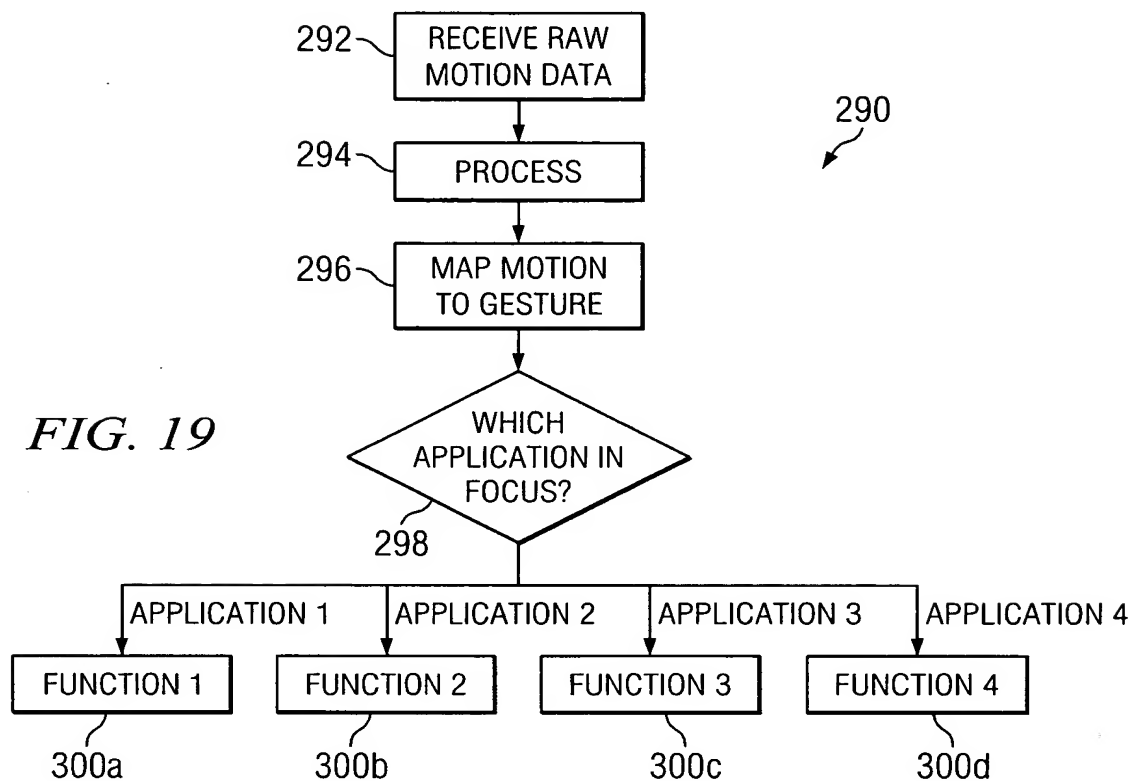 292
RECEIVE RAW
MOTION DATA
290
294
PROCESS
296
MAP MOTION
TO GESTURE
FIG. 19
WHICH
APPLICATION IN
FOCUS?
298
APPLICATION 1
APPLICATION 2
APPLICATION 3
APPLICATION 4
FUNCTION 1
FUNCTION 2
FUNCTION 3
FUNCTION 4
300a
300b
300c
300d